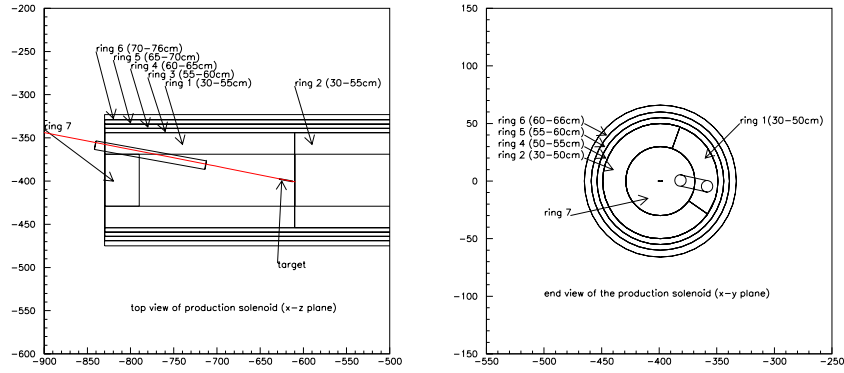 -200
-250
-300
-350
-400
-450
-500
-550
-600
-900
-850
-800
-750
-700
-650
-600
-550
-500
ring 6 (70-76cm)
ring 5 (65-70cm)
ring 4 (60-65cm)
ring 3 (55-60cm)
ring 1 (30-55cm)
ring 2 (30-55cm)
ring 7
target
top view of production solenoid (x-z plane)
150
100
50
0
-50
-100
-150
-550
-500
-450
-400
-350
-300
-250
ring 6 (60-66cm)
ring 5 (55-60cm)
ring 4 (50-55cm)
ring 2 (30-50cm)
ring 1(30-50cm)
ring 7
end view of the production solenoid (x-y plane)